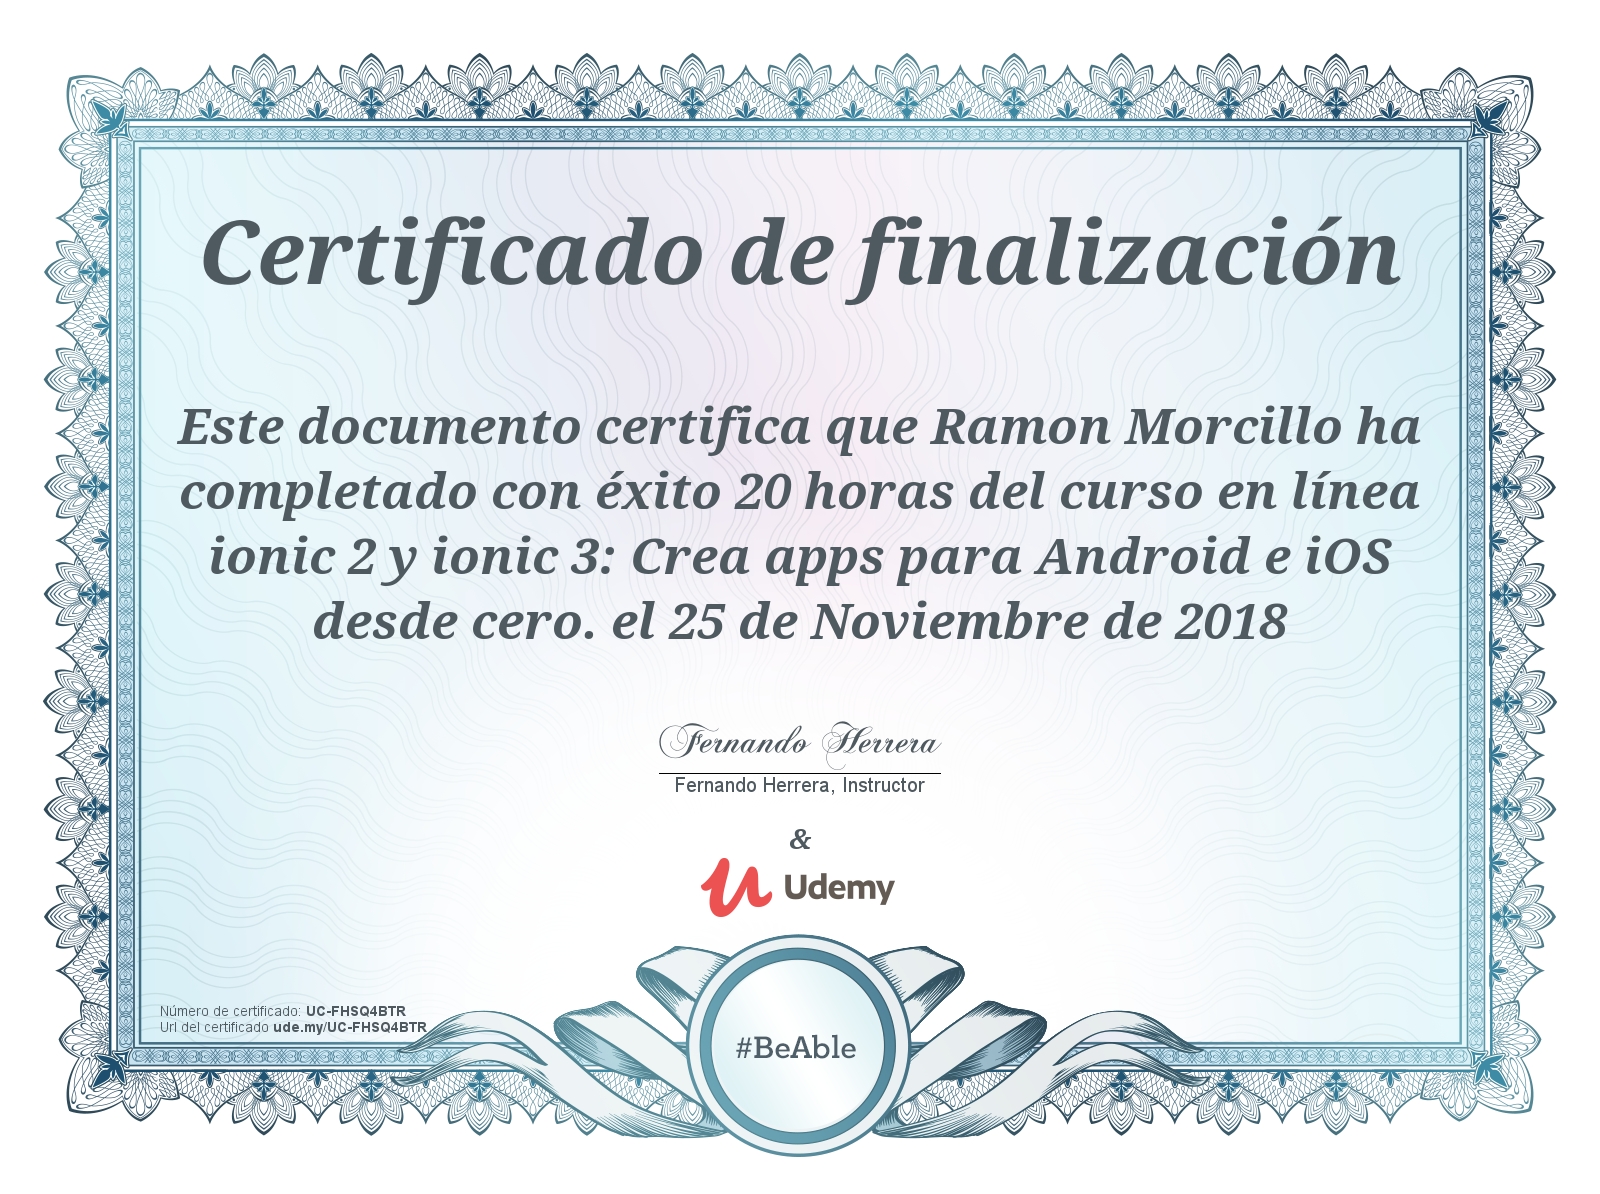 Certificado de finalización
Este documento certifica que Ramon Morcillo ha
completado con éxito 20 horas del curso en línea
ionic 2 y ionic 3: Crea apps para Android e iOS
desde cero. el 25 de Noviembre de 2018
Fernando Herrera
Fernando Herrera, Instructor
&
Udemy
Número de certificado: UC-FHSQ4BTR
Url del certificado ude.my/UC-FHSQ4BTR
#BeAble